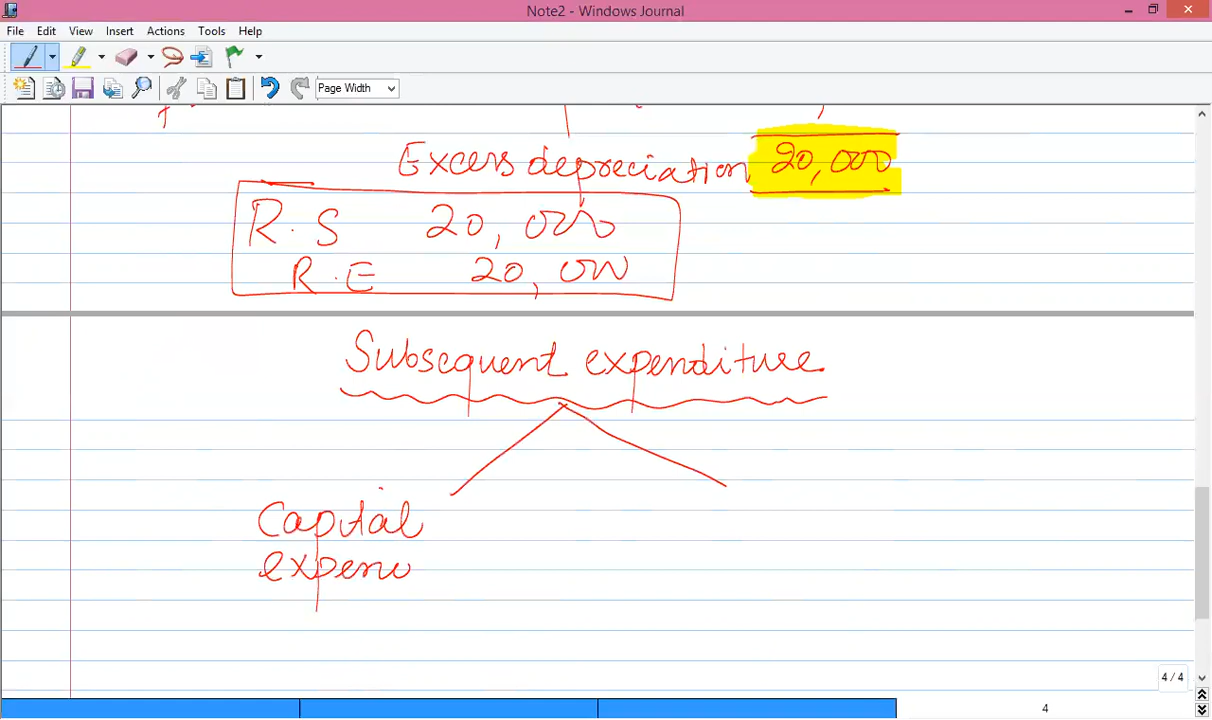 Note2 - Windows Journal
File Edit View Insert Actions Tools Help
Page Width
Excess depreciation 20,000
R.S 20,000
R.E 20,000
Subsequent expenditure
Capital
expen
4 / 4
4